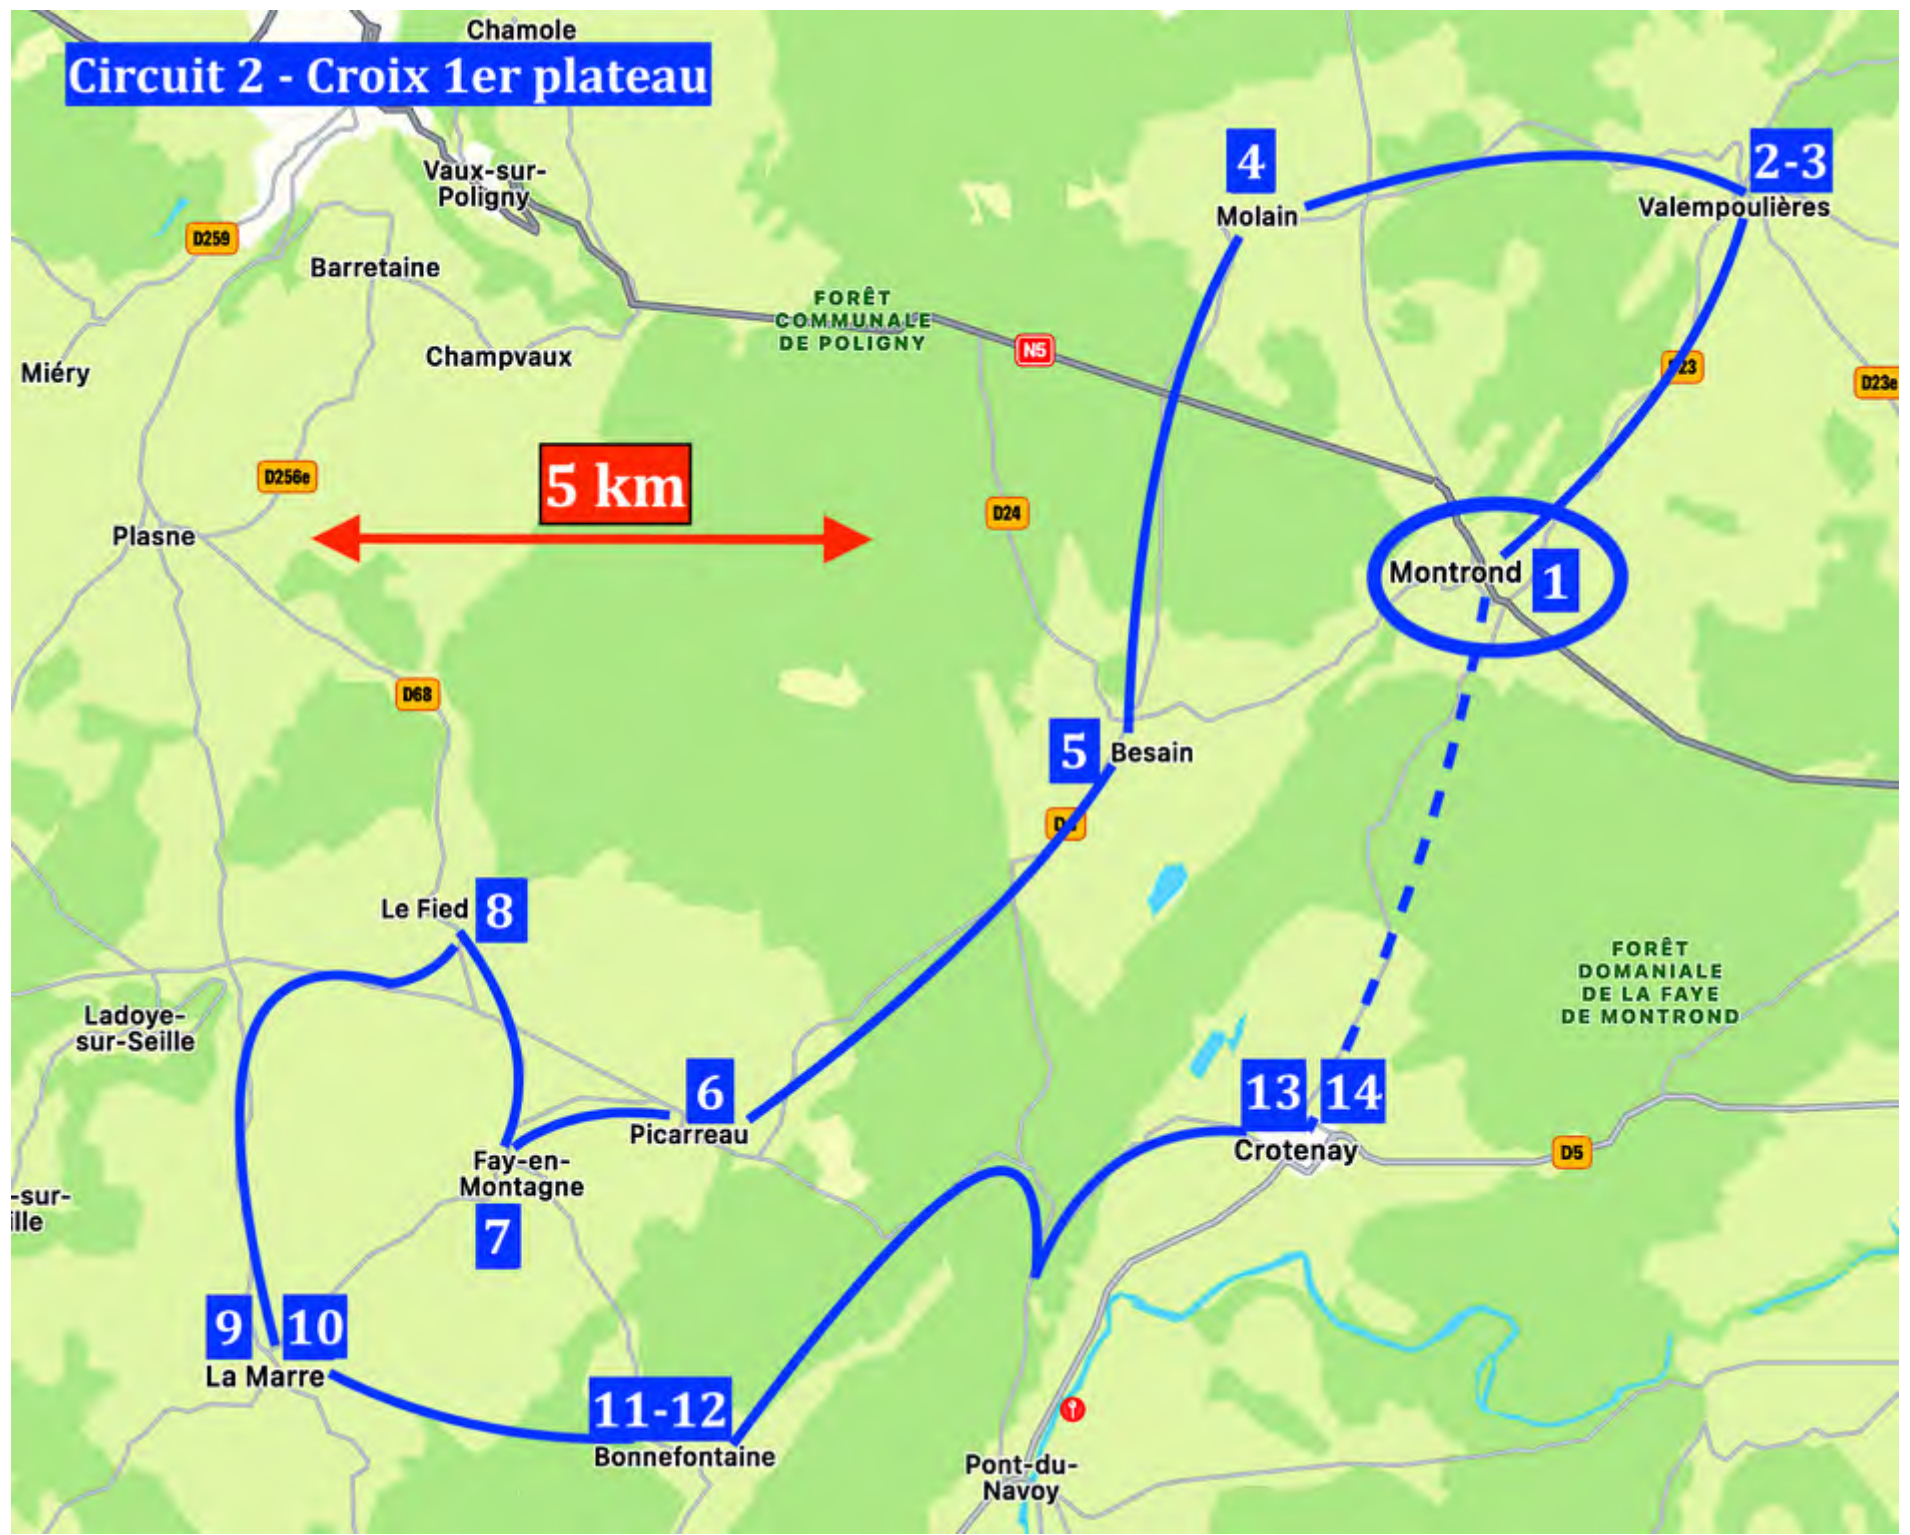 Chamole
Circuit 2 - Croix 1er plateau
4
2-3
Vaux-sur-
Poligny
Molain
Valempoulières
D259
Barretaine
FORÊT
COMMUNALE
DE POLIGNY
N5
Champvaux
Miéry
D23e
5 km
D256e
D24
Plasne
Montrond
1
D68
5
Besain
Le Fied
8
FORÊT
DOMANIALE
DE LA FAYE
DE MONTROND
Ladoye-
sur-Seille
6
13
14
Picarreau
Crotenay
D5
Fay-en-
Montagne
-sur-
ille
7
9
10
La Marre
11-12
Bonnefontaine
Pont-du-
Navoy